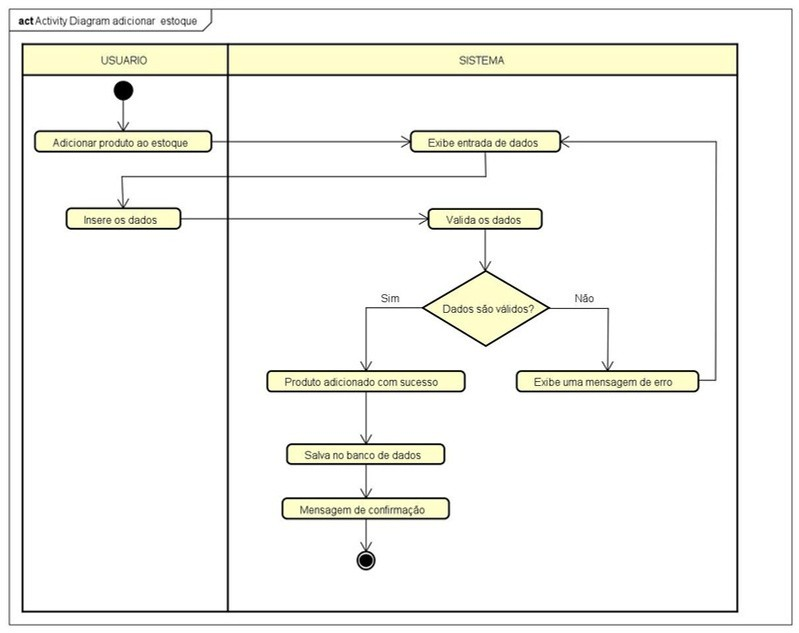 act Activity Diagram adicionar estoque
USUARIO
SISTEMA
Adicionar produto ao estoque
Exibe entrada de dados
Insere os dados
Valida os dados
Sim
Dados são válidos?
Não
Produto adicionado com sucesso
Exibe uma mensagem de erro
Salva no banco de dados
Mensagem de confirmação